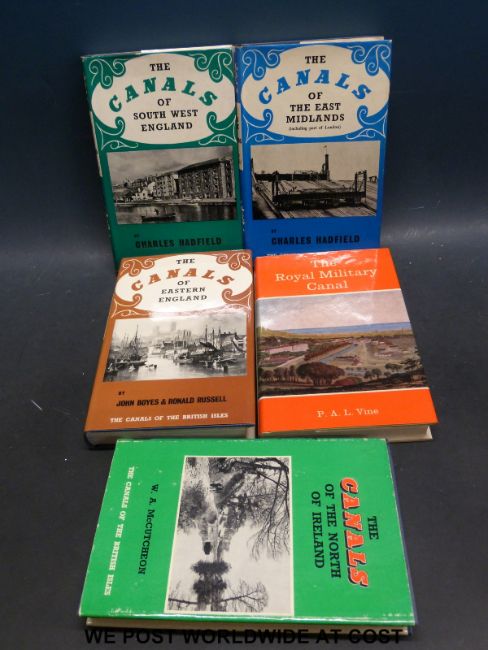 THE
CANALS
OF
SOUTH WEST
ENGLAND
BY
CHARLES HADFIELD
THE
CANALS
OF
THE EAST
MIDLANDS
(including part of London)
BY
CHARLES HADFIELD
THE
CANALS
OF
EASTERN
ENGLAND
BY
JOHN BOYES & RONALD RUSSELL
THE CANALS OF THE BRITISH ISLES
The
Royal Military
Canal
P. A. L. Vine
THE
CANALS
OF THE NORTH
OF IRELAND
W. A. McCUTCHEON
THE CANALS OF THE BRITISH ISLES
WE POST WORLDWIDE AT COST